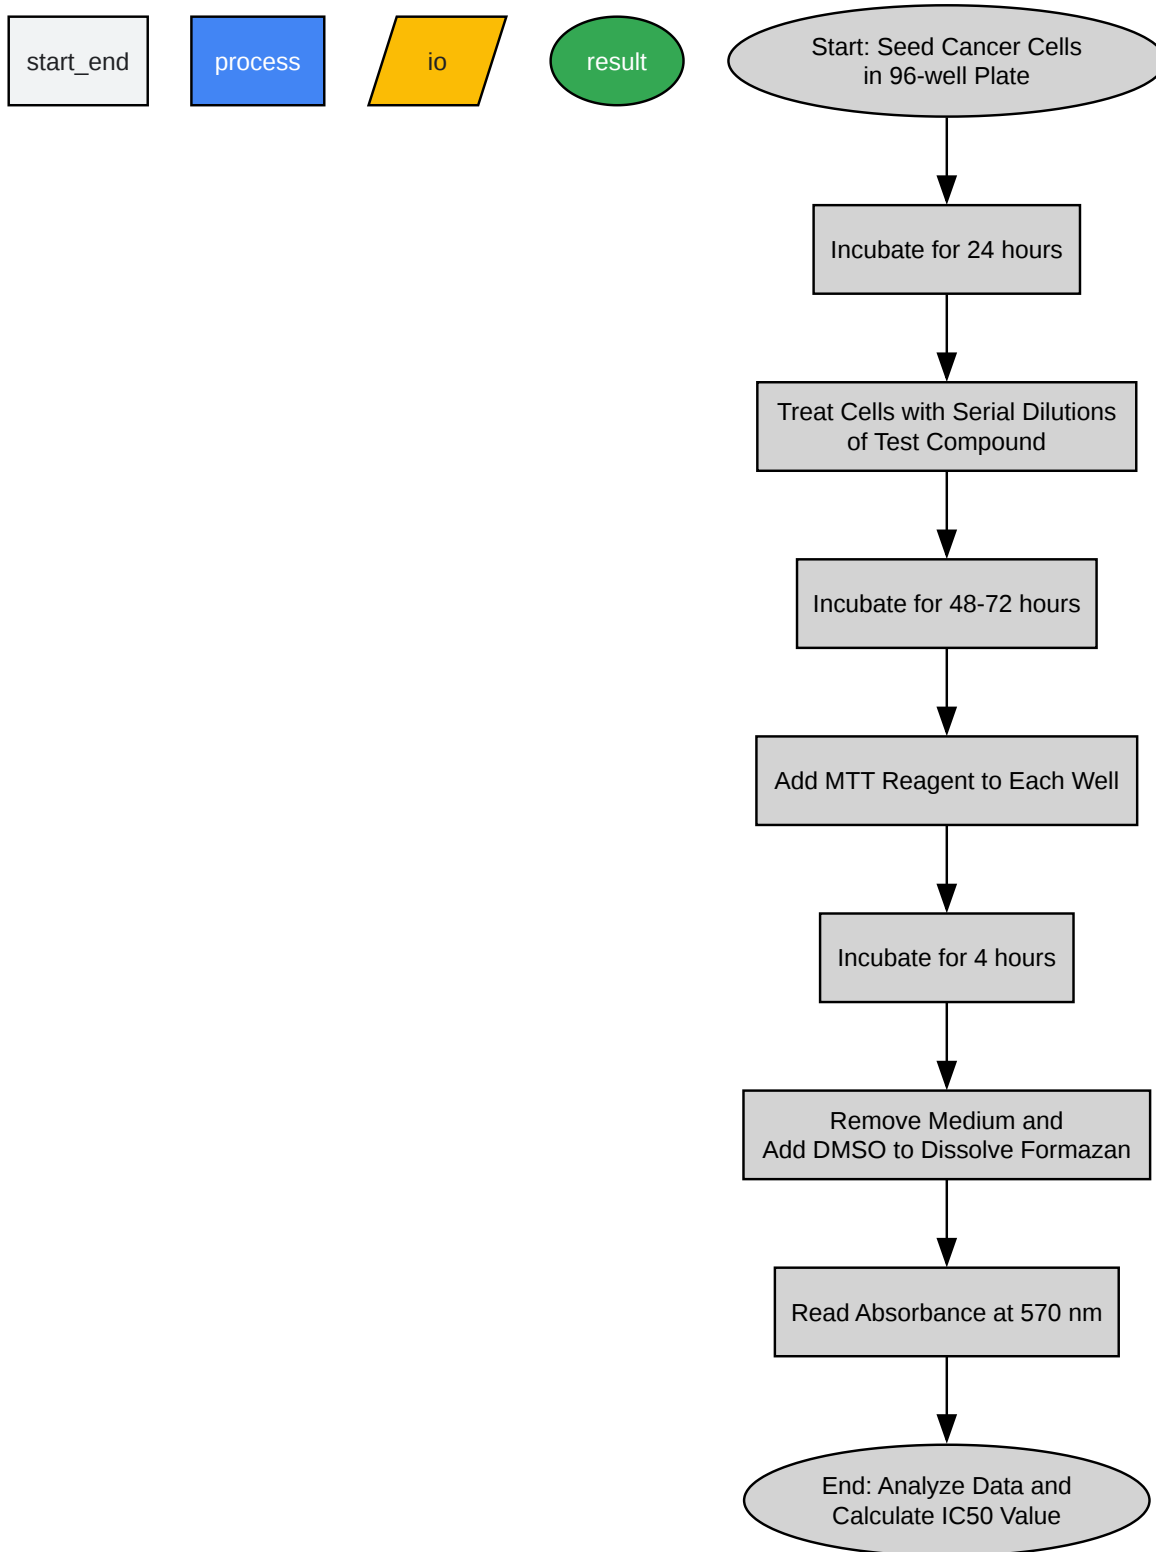 start_end
process
io
result
Start: Seed Cancer Cells
in 96-well Plate
Incubate for 24 hours
Treat Cells with Serial Dilutions
of Test Compound
Incubate for 48-72 hours
Add MTT Reagent to Each Well
Incubate for 4 hours
Remove Medium and
Add DMSO to Dissolve Formazan
Read Absorbance at 570 nm
End: Analyze Data and
Calculate IC50 Value